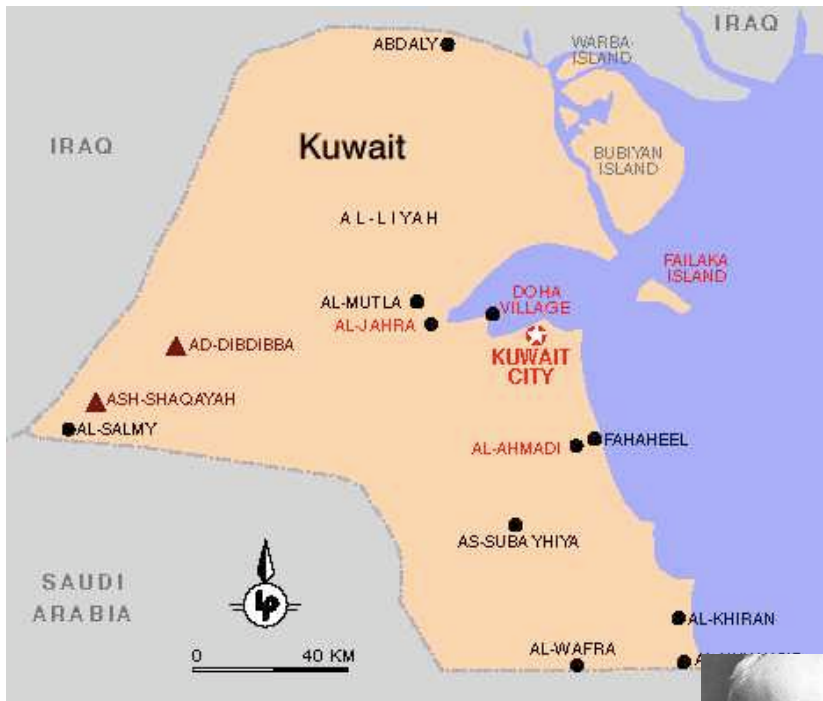 ABDALY
WARBA
ISLAND
IRAQ
IRAQ
Kuwait
BUBIYAN
ISLAND
AL-LIYAH
FAILAKA
ISLAND
AL-MUTLA
DOHA
VILLAGE
AL-JAHRA
AD-DIBDIBBA
KUWAIT
CITY
ASH-SHAQAYAH
AL-SALMY
AL-AHMADI
FAHAHEEL
AS-SUBAYHIYA
SAUDI
ARABIA
LP
AL-KHIRAN
0 40 KM
AL-WAFRA